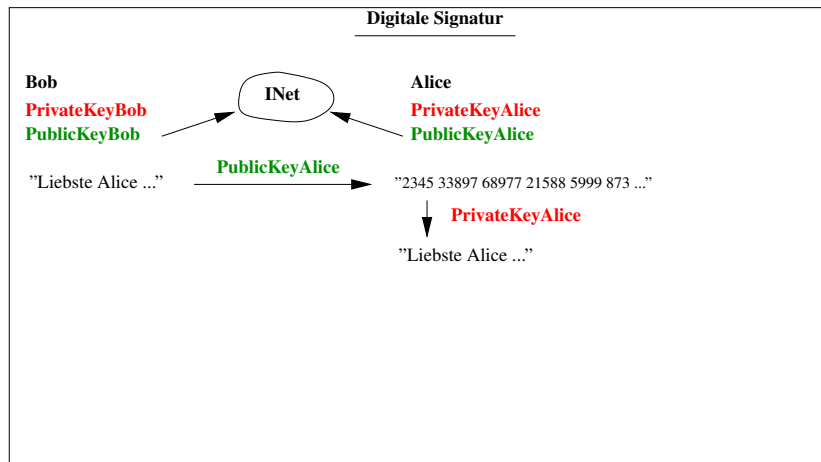 Digitale Signatur
Bob
PrivateKeyBob
PublicKeyBob
INet
Alice
PrivateKeyAlice
PublicKeyAlice
”Liebste Alice ...”
PublicKeyAlice
”2345 33897 68977 21588 5999 873 ...”
PrivateKeyAlice
”Liebste Alice ...”